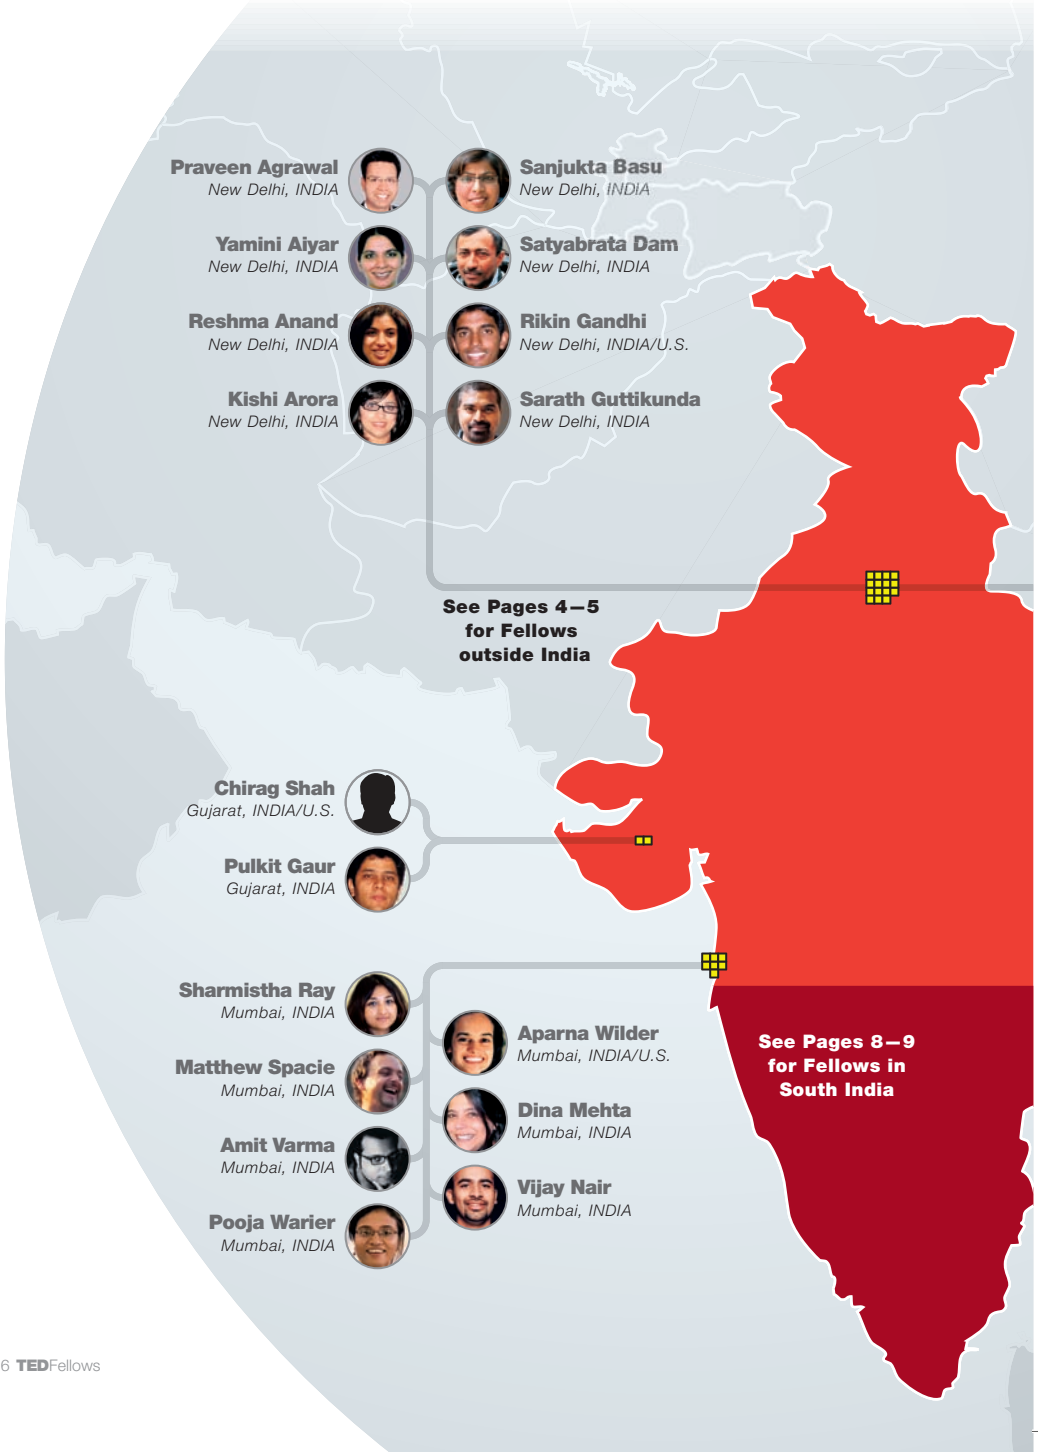 Praveen Agrawal
New Delhi, INDIA
Sanjukta Basu
New Delhi, INDIA
Yamini Aiyar
New Delhi, INDIA
Satyabrata Dam
New Delhi, INDIA
Reshma Anand
New Delhi, INDIA
Rikin Gandhi
New Delhi, INDIA/U.S.
Kishi Arora
New Delhi, INDIA
Sarath Guttikunda
New Delhi, INDIA
See Pages 4–5
for Fellows
outside India
Chirag Shah
Gujarat, INDIA/U.S.
Pulkit Gaur
Gujarat, INDIA
Sharmistha Ray
Mumbai, INDIA
Aparna Wilder
Mumbai, INDIA/U.S.
Matthew Spacie
Mumbai, INDIA
Dina Mehta
Mumbai, INDIA
Amit Varma
Mumbai, INDIA
Vijay Nair
Mumbai, INDIA
Pooja Warier
Mumbai, INDIA
See Pages 8–9
for Fellows in
South India
6 TEDFellows